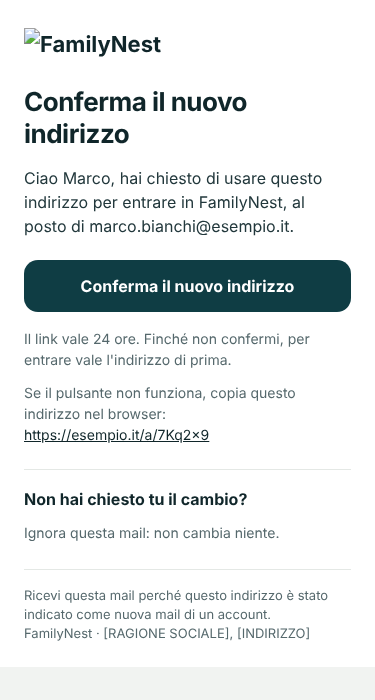 FamilyNest
Conferma il nuovo
indirizzo
Ciao Marco, hai chiesto di usare questo
indirizzo per entrare in FamilyNest, al
posto di marco.bianchi@esempio.it.
Conferma il nuovo indirizzo
Il link vale 24 ore. Finché non confermi, per
entrare vale l'indirizzo di prima.
Se il pulsante non funziona, copia questo
indirizzo nel browser:
https://esempio.it/a/7Kq2x9
Non hai chiesto tu il cambio?
Ignora questa mail: non cambia niente.
Ricevi questa mail perché questo indirizzo è stato
indicato come nuova mail di un account.
FamilyNest · [RAGIONE SOCIALE], [INDIRIZZO]